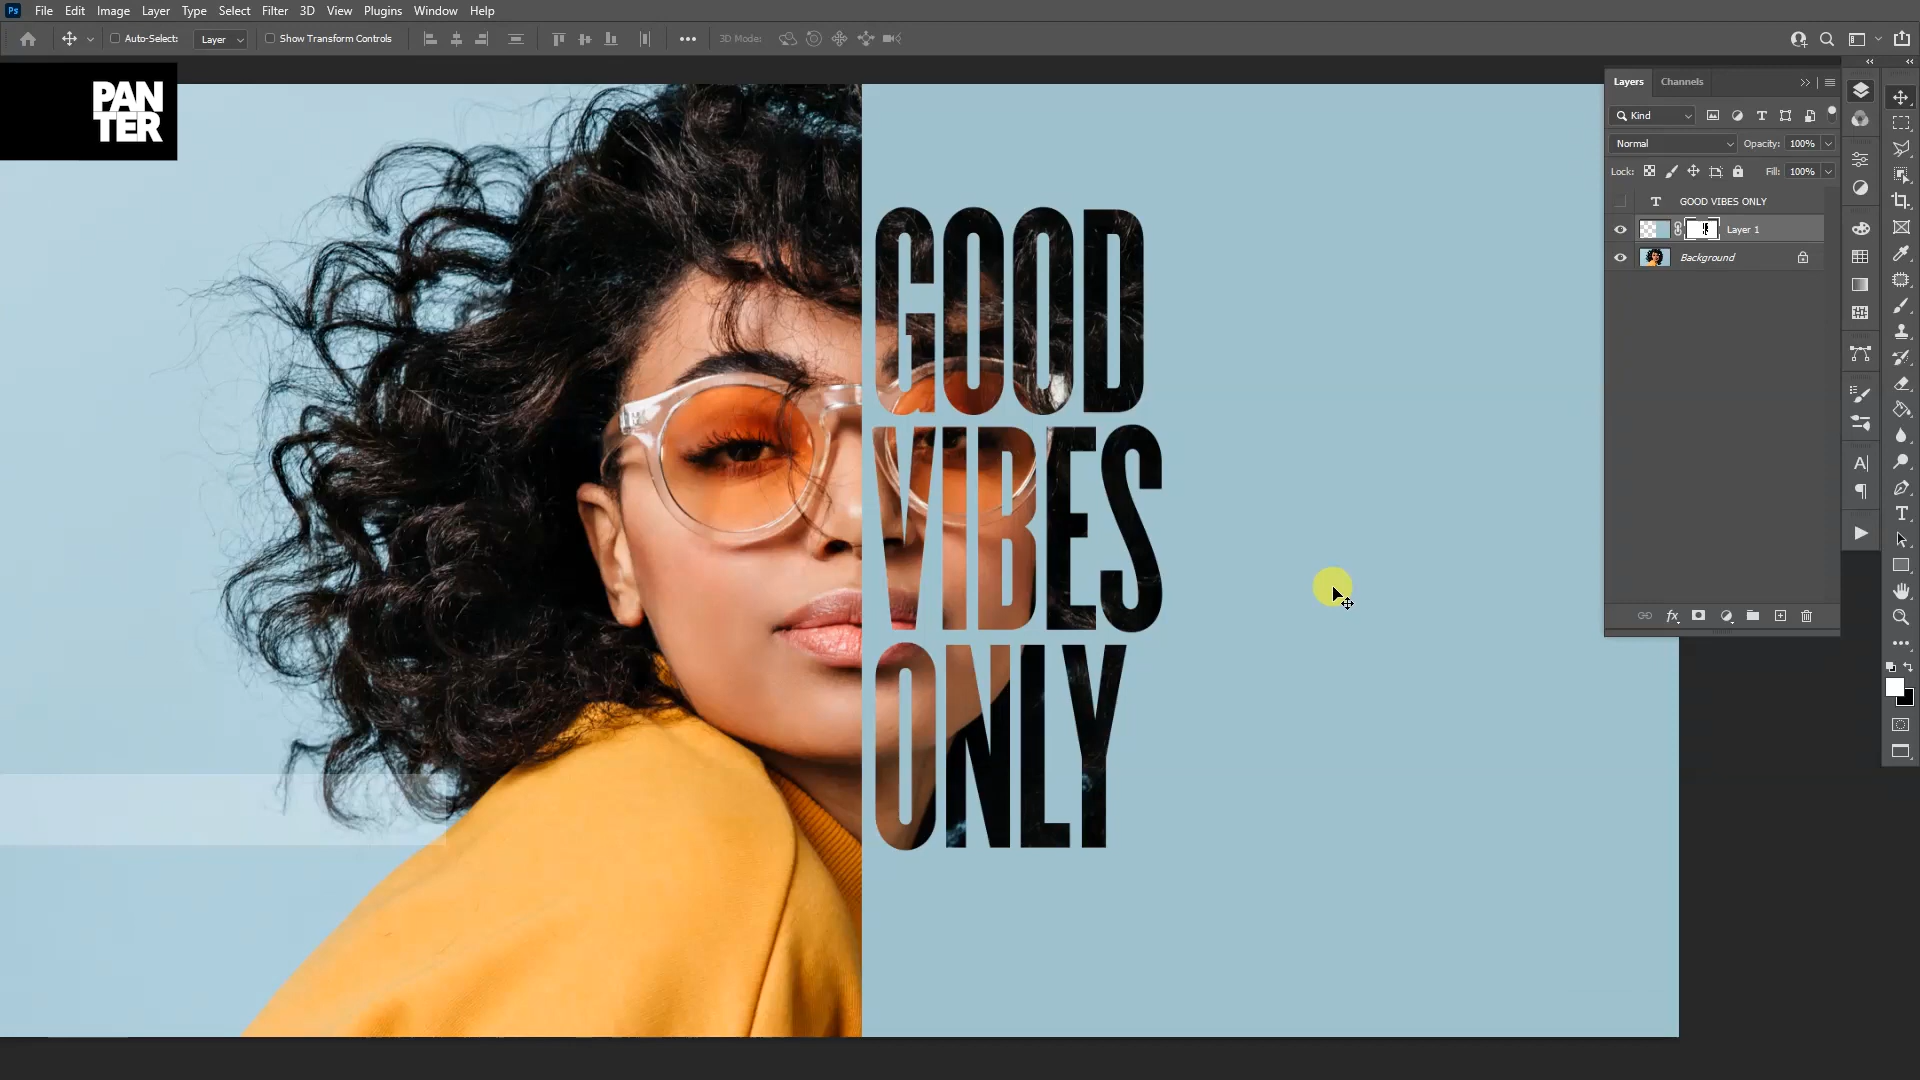 Ps File Edit Image Layer Type Select Filter 3D View Plugins Window Help
Auto-Select: Layer Show Transform Controls 3D Mode:
PAN
TER
Layers Channels
Kind
Normal Opacity: 100%
Lock: Fill: 100%
T GOOD VIBES ONLY
Layer 1
Background
fx
GOOD
VIBES
ONLY